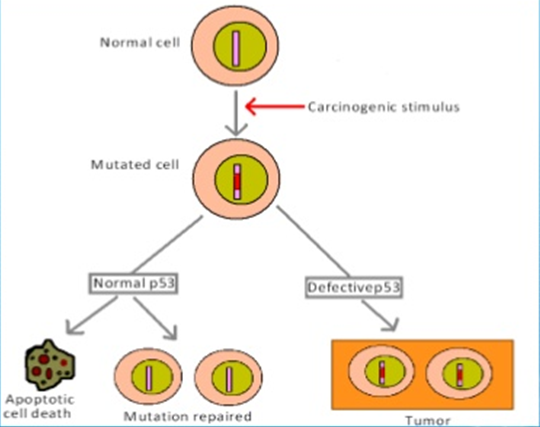 Normal cell
Carcinogenic stimulus
Mutated cell
Normal p53
Defectivep53
Apoptotic
cell death
Mutation repaired
Tumor